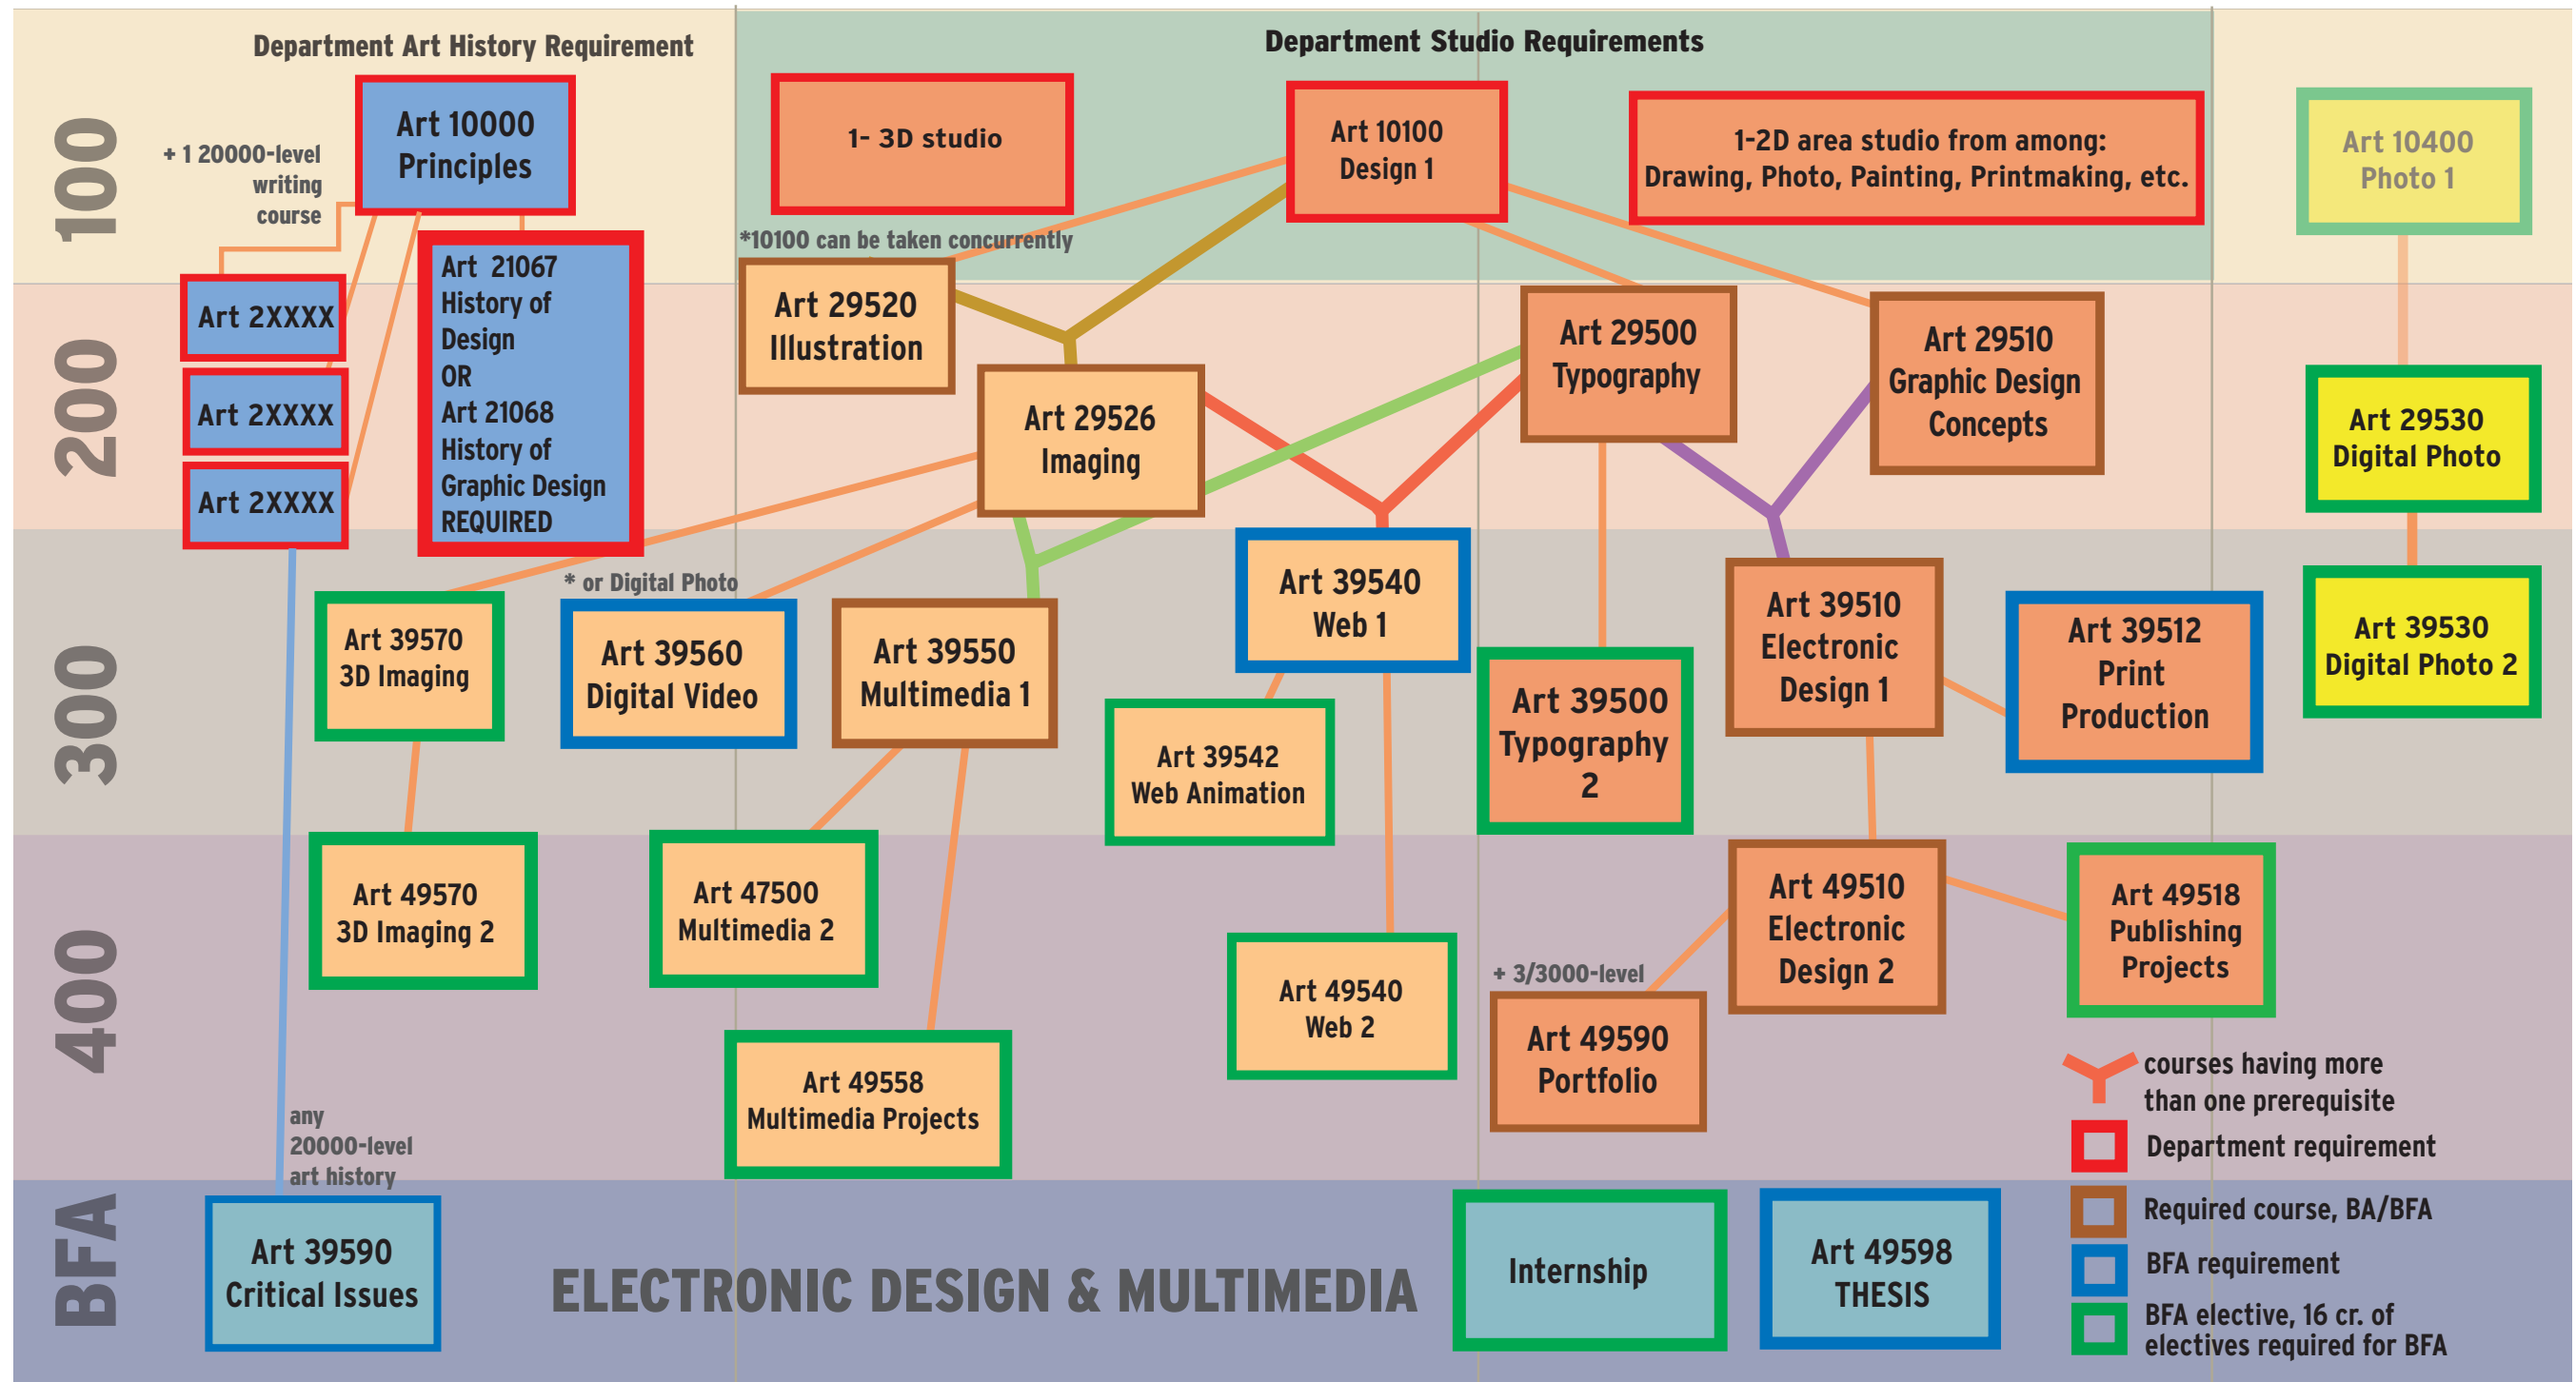 Department Art History Requirement
Department Studio Requirements
100
Art 10000
Principles
+ 1 20000-level
writing
course
1- 3D studio
Art 10100
Design 1
1-2D area studio from among:
Drawing, Photo, Painting, Printmaking, etc.
Art 10400
Photo 1
*10100 can be taken concurrently
200
Art 2XXXX
Art 2XXXX
Art 2XXXX
Art 21067
History of
Design
OR
Art 21068
History of
Graphic Design
REQUIRED
Art 29520
Illustration
Art 29526
Imaging
Art 29500
Typography
Art 29510
Graphic Design
Concepts
Art 29530
Digital Photo
300
Art 39570
3D Imaging
* or Digital Photo
Art 39560
Digital Video
Art 39550
Multimedia 1
Art 39540
Web 1
Art 39542
Web Animation
Art 39500
Typography
2
Art 39510
Electronic
Design 1
Art 39512
Print
Production
Art 39530
Digital Photo 2
400
Art 49570
3D Imaging 2
Art 47500
Multimedia 2
Art 49558
Multimedia Projects
Art 49540
Web 2
+ 3/3000-level
Art 49590
Portfolio
Art 49510
Electronic
Design 2
Art 49518
Publishing
Projects
any
20000-level
art history
courses having more
than one prerequisite
Department requirement
Required course, BA/BFA
BFA requirement
BFA elective, 16 cr. of
electives required for BFA
BFA
Art 39590
Critical Issues
ELECTRONIC DESIGN & MULTIMEDIA
Internship
Art 49598
THESIS